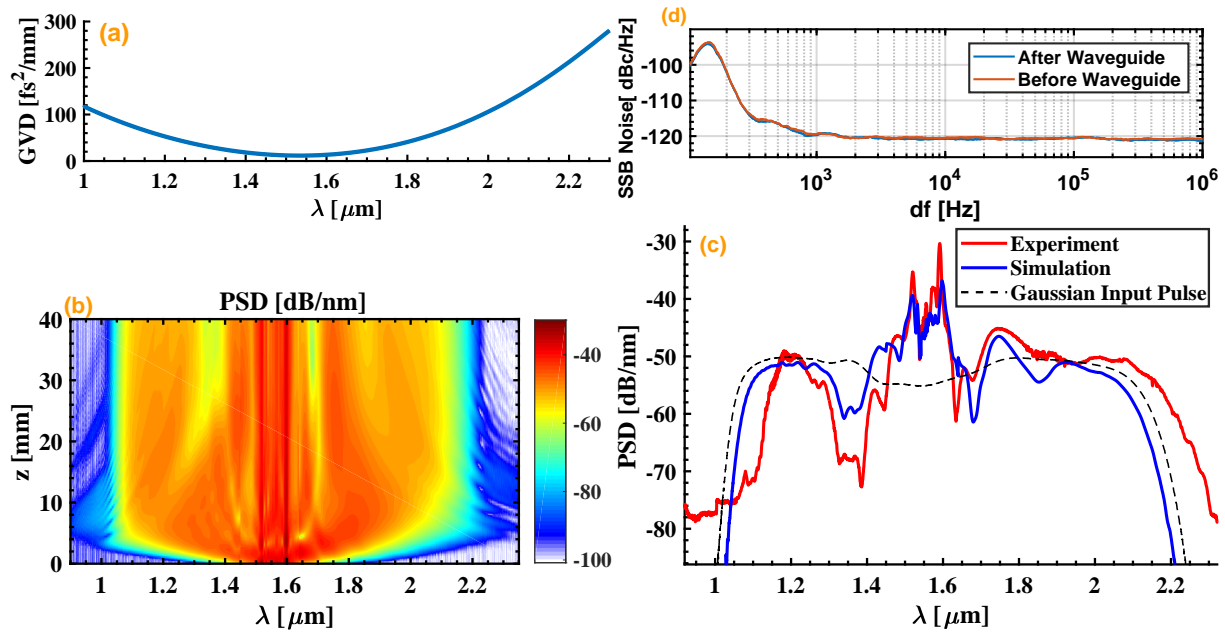 (a)
300
200
100
0
GVD [fs²/mm]
1 1.2 1.4 1.6 1.8 2 2.2
λ [μm]
(d)
-100
-110
-120
SSB Noise[ dBc/Hz]
After Waveguide
Before Waveguide
10³ 10⁴ 10⁵ 10⁶
df [Hz]
(b)
PSD [dB/nm]
40
30
20
10
0
z [mm]
1 1.2 1.4 1.6 1.8 2 2.2
λ [μm]
-40
-60
-80
-100
(c)
-30
-40
-50
-60
-70
-80
PSD [dB/nm]
Experiment
Simulation
Gaussian Input Pulse
1 1.2 1.4 1.6 1.8 2 2.2
λ [μm]